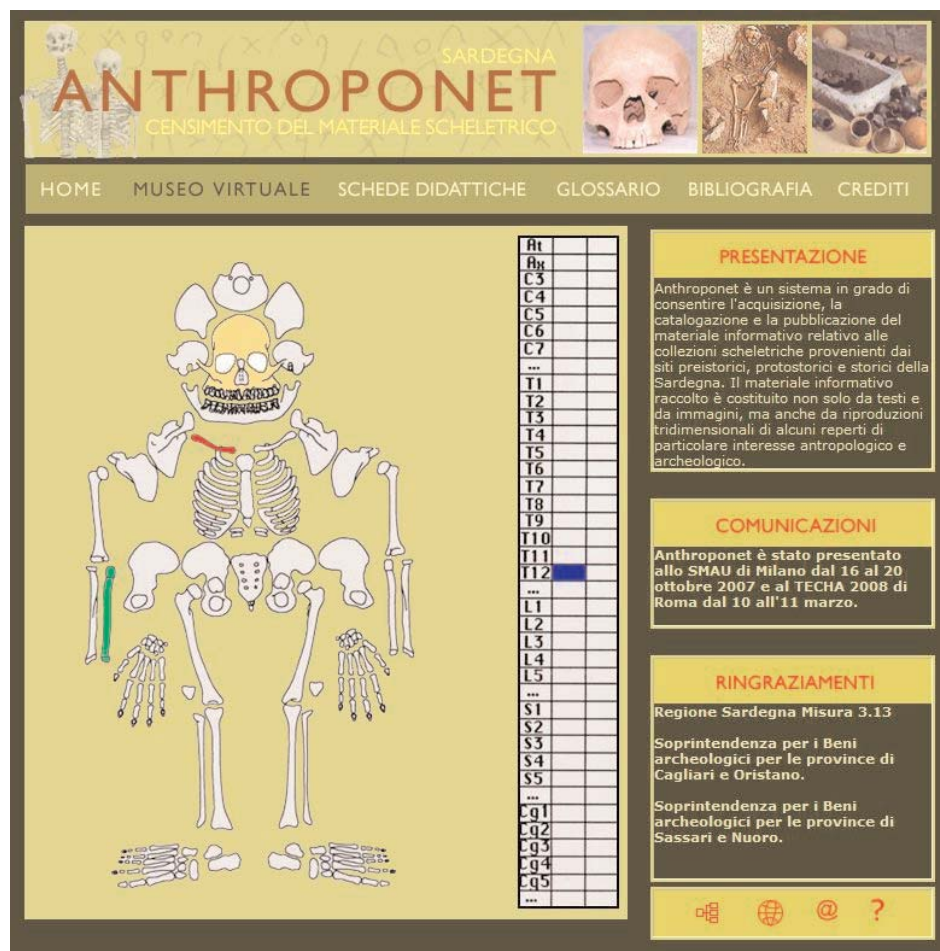 SARDEGNA
ANTHROPONET
CENSIMENTO DEL MATERIALE SCHELETRICO
HOME MUSEO VIRTUALE SCHEDE DIDATTICHE GLOSSARIO BIBLIOGRAFIA CREDITI
At
Ax
C3
C4
C5
C6
C7
...
T1
T2
T3
T4
T5
T6
T7
T8
T9
T10
T11
T12
...
L1
L2
L3
L4
L5
...
S1
S2
S3
S4
S5
...
Cg1
Cg2
Cg3
Cg4
Cg5
...
PRESENTAZIONE
Anthroponet è un sistema in grado di
consentire l'acquisizione, la
catalogazione e la pubblicazione del
materiale informativo relativo alle
collezioni scheletriche provenienti dai
siti preistorici, protostorici e storici della
Sardegna. Il materiale informativo
raccolto è costituito non solo da testi e
da immagini, ma anche da riproduzioni
tridimensionali di alcuni reperti di
particolare interesse antropologico e
archeologico.
COMUNICAZIONI
Anthroponet è stato presentato
allo SMAU di Milano dal 16 al 20
ottobre 2007 e al TECHA 2008 di
Roma dal 10 all'11 marzo.
RINGRAZIAMENTI
Regione Sardegna Misura 3.13
Soprintendenza per i Beni
archeologici per le province di
Cagliari e Oristano.
Soprintendenza per i Beni
archeologici per le province di
Sassari e Nuoro.
@ ?